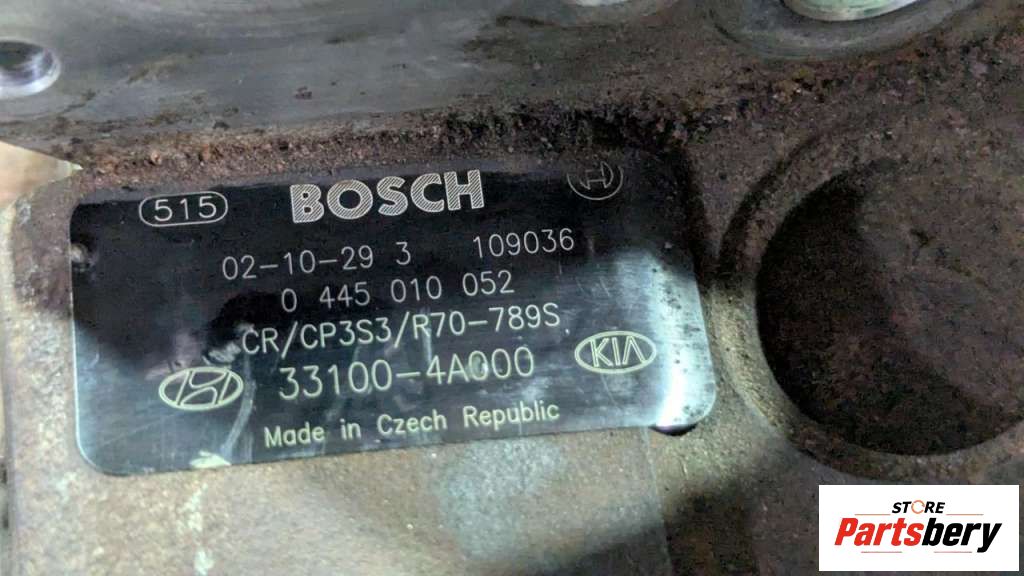 515 BOSCH
02-10-29 3 109036
0 445 010 052
CR/CP3S3/R70-789S
33100-4A000 KIA
Made in Czech Republic
STORE
Partsbery